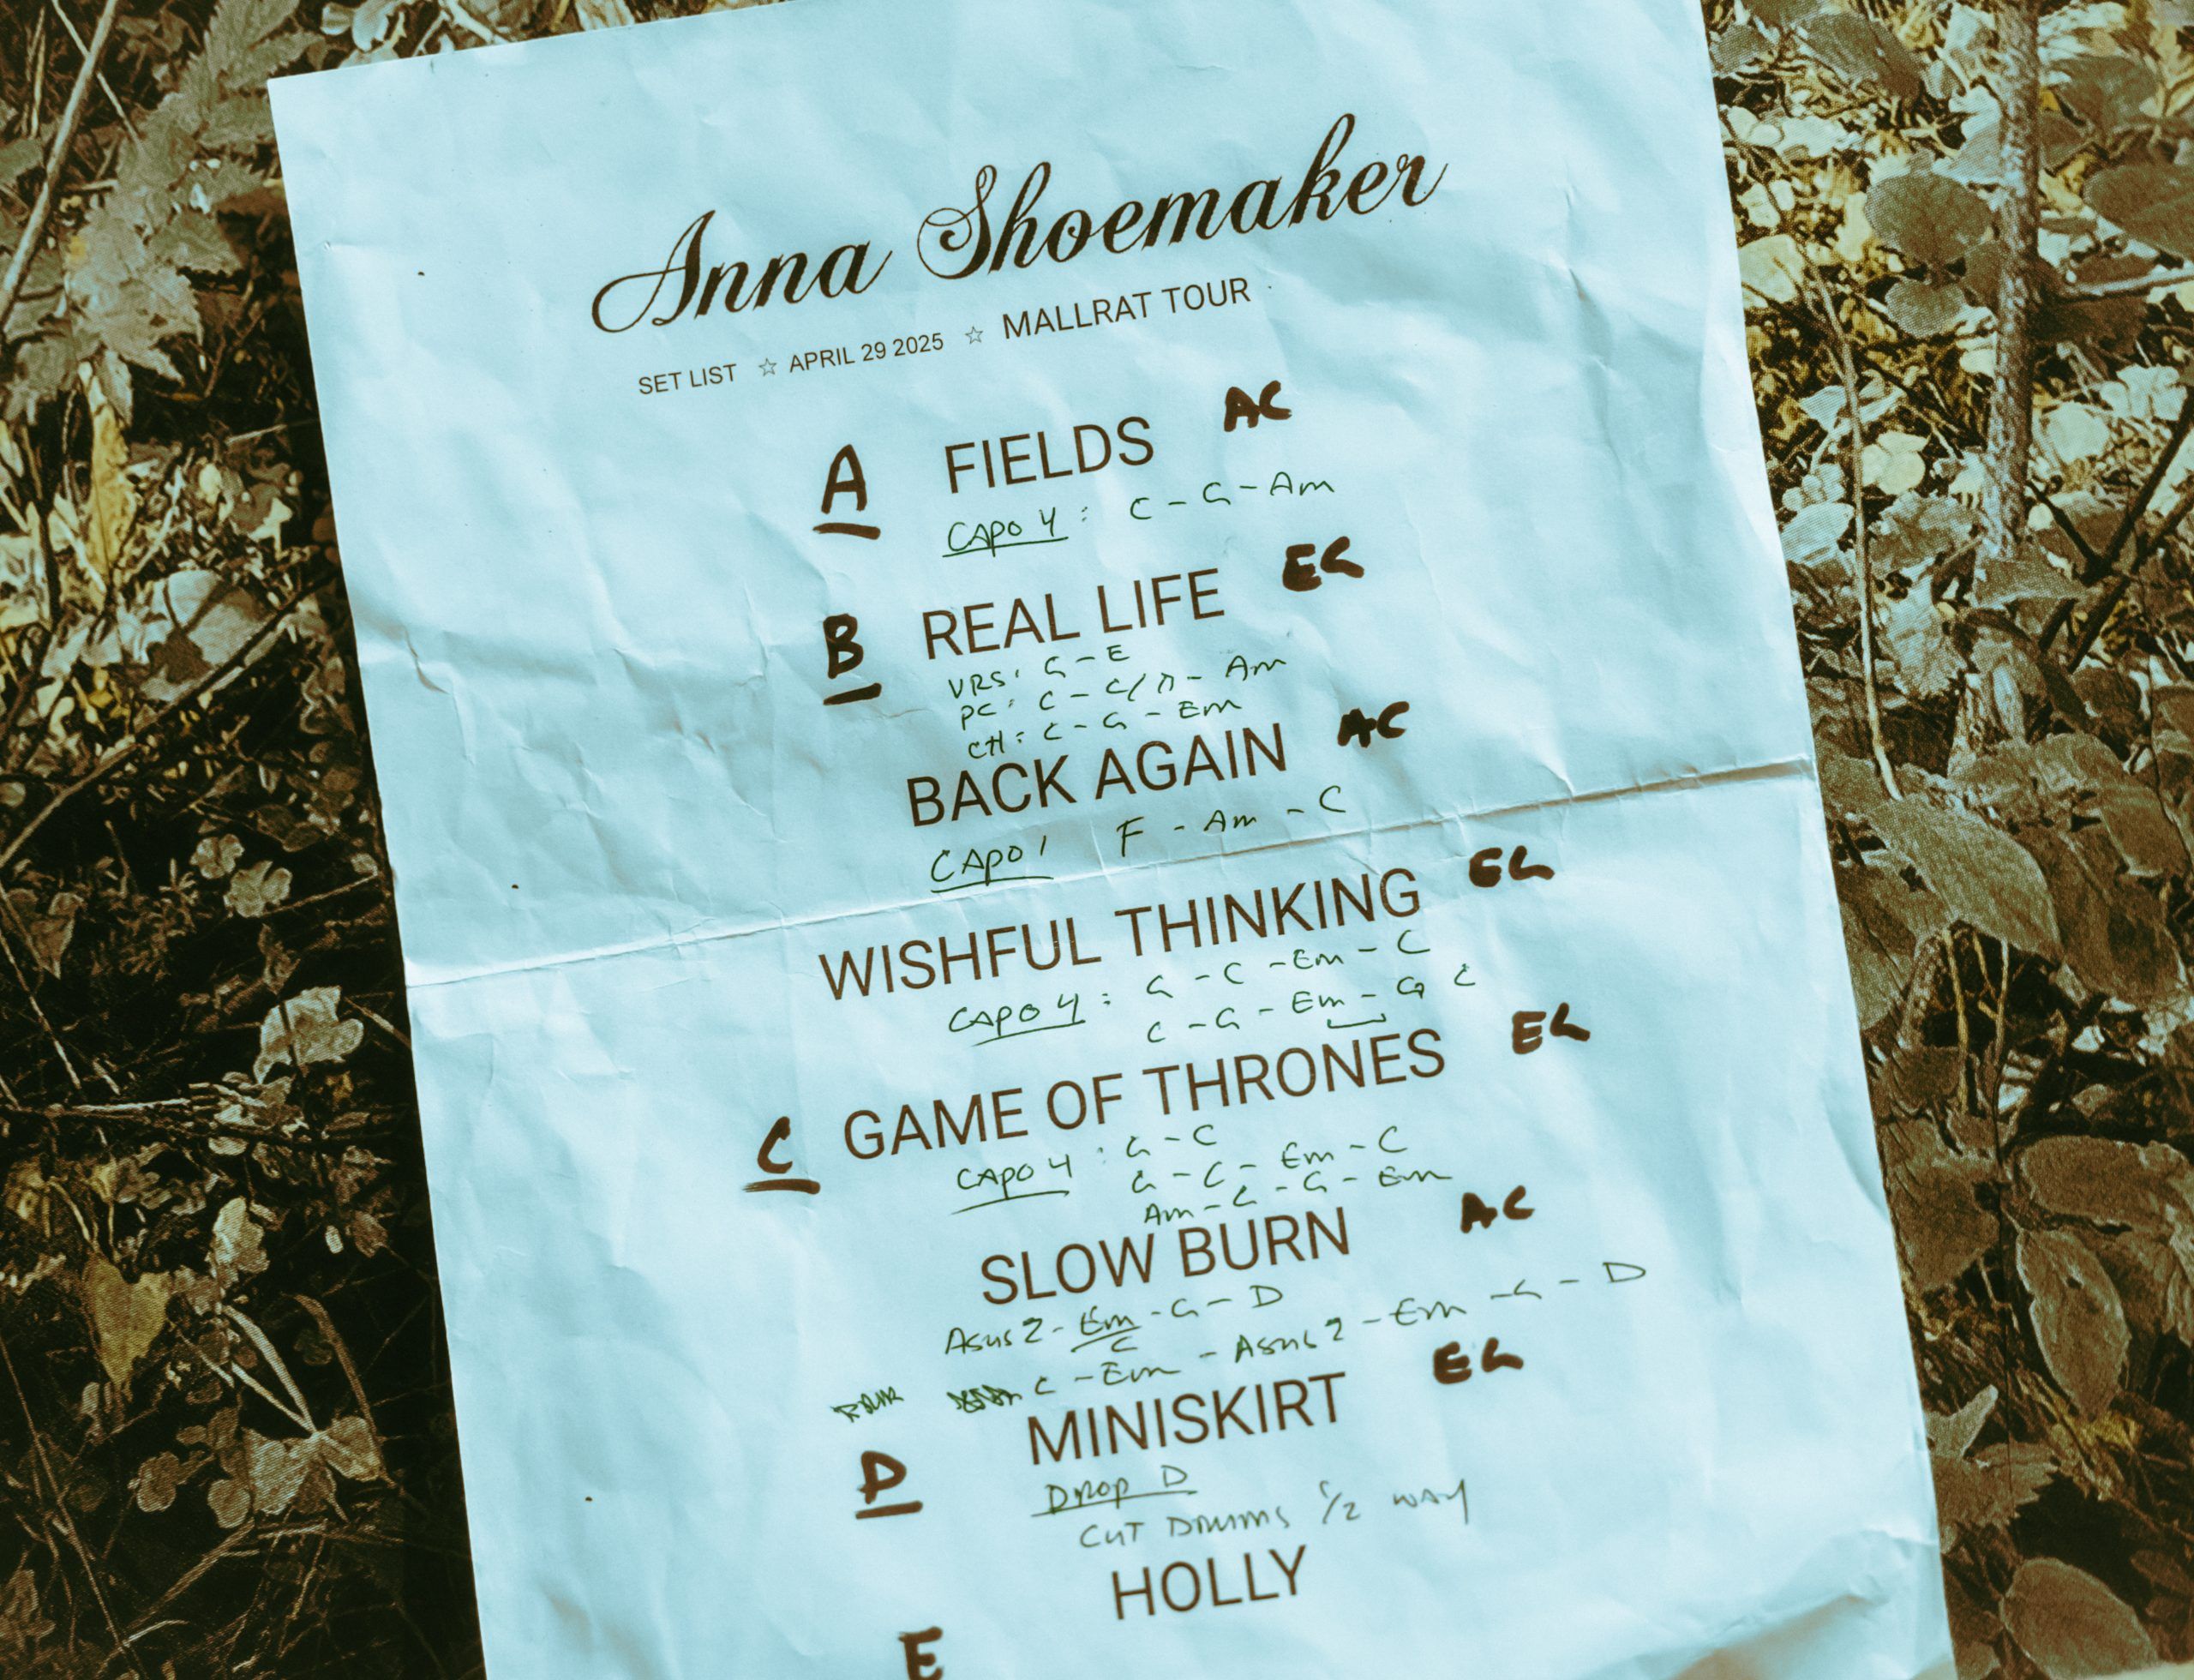 Anna Shoemaker
SET LIST ☆ APRIL 29 2025 ☆ MALLRAT TOUR
A FIELDS AC
CAPO 4: C - G - Am
B REAL LIFE EG
VRS: G - E
PC: C - C/ - Am
CH: C - G - Em
BACK AGAIN AC
CAPO 1 F - Am - C
WISHFUL THINKING EG
CAPO 4: G - C - Em - C
C - G - Em - G C
C GAME OF THRONES EG
CAPO 4: G - C
G - C - Em - C
Am - C - G - Em
SLOW BURN AC
Asus2 - Em - G - D
C
C - Em - Asus2 - Em - G - D
D MINISKIRT EG
DROP D
CUT DRUMS 1/2 WAY
HOLLY
E